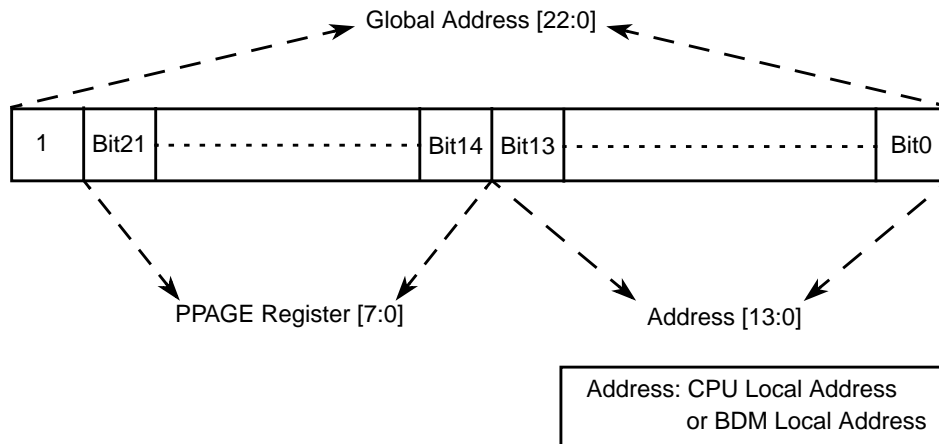 Global Address [22:0]
1 Bit21 Bit14 Bit13 Bit0
PPAGE Register [7:0]
Address [13:0]
Address: CPU Local Address
or BDM Local Address